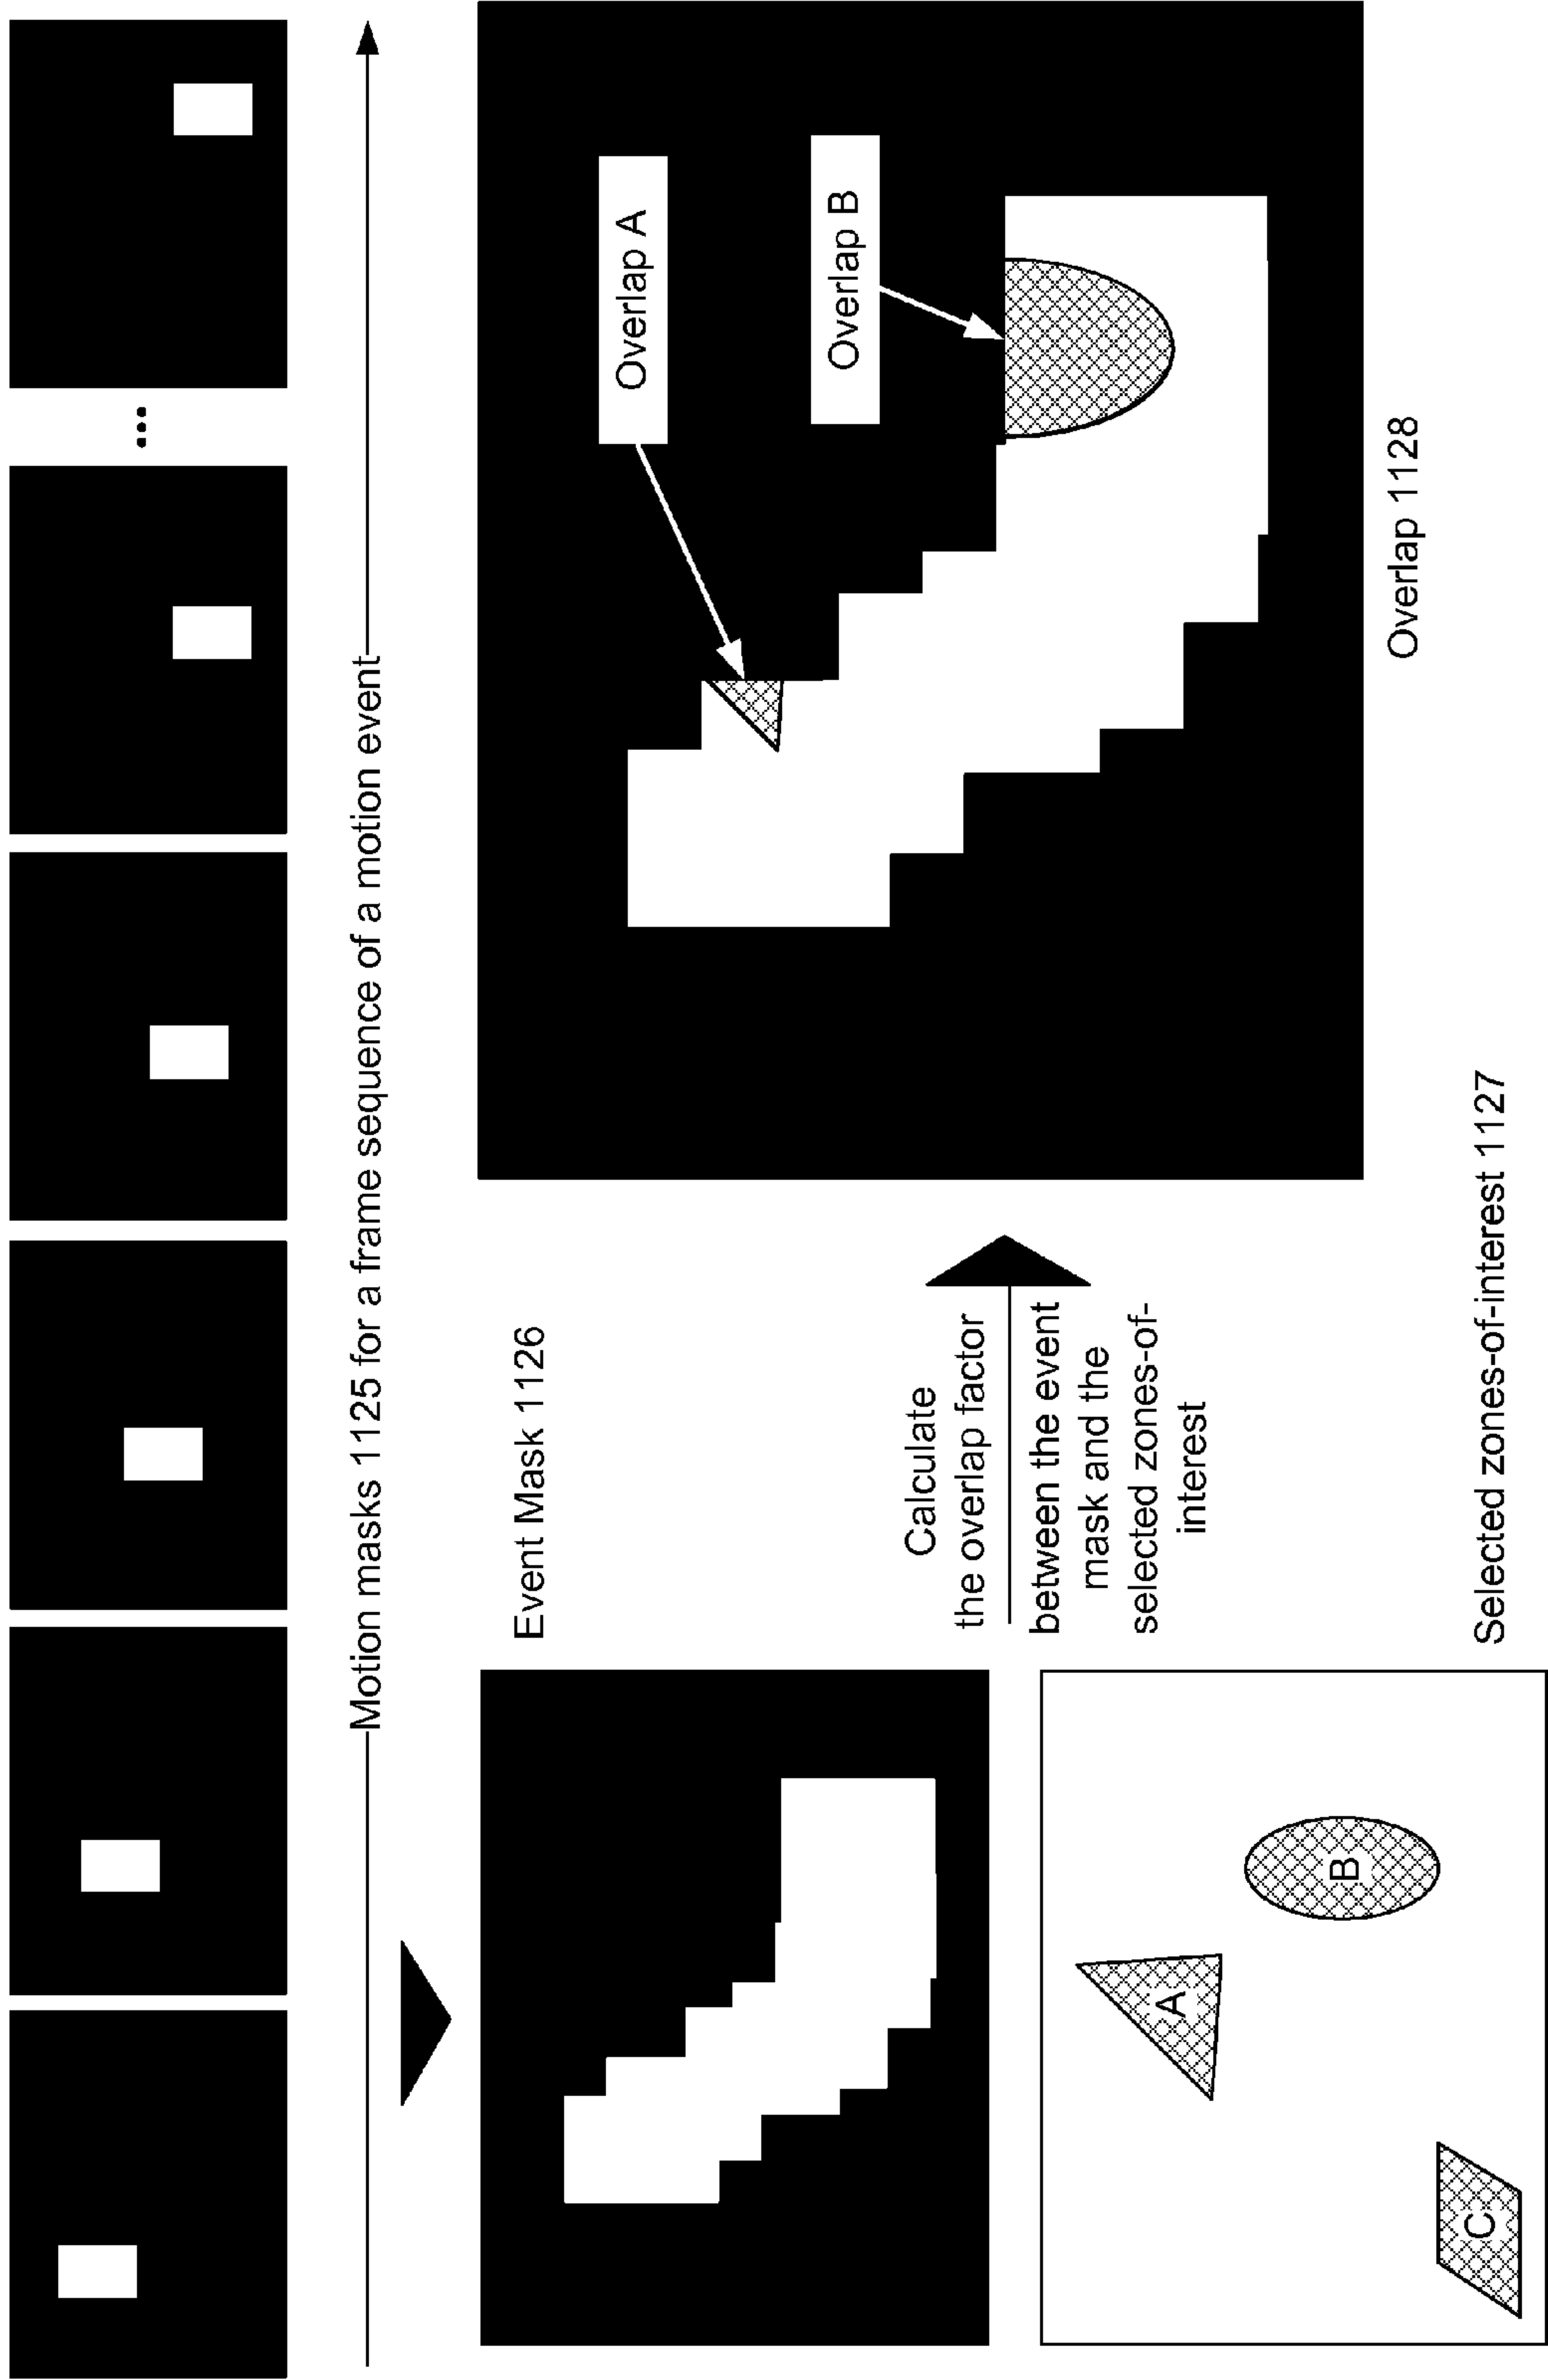 ...
Motion masks 1125 for a frame sequence of a motion event
Event Mask 1126
Calculate
the overlap factor
between the event
mask and the
selected zones-of-
interest
Overlap A
Overlap B
Overlap 1128
A
B
C
Selected zones-of-interest 1127